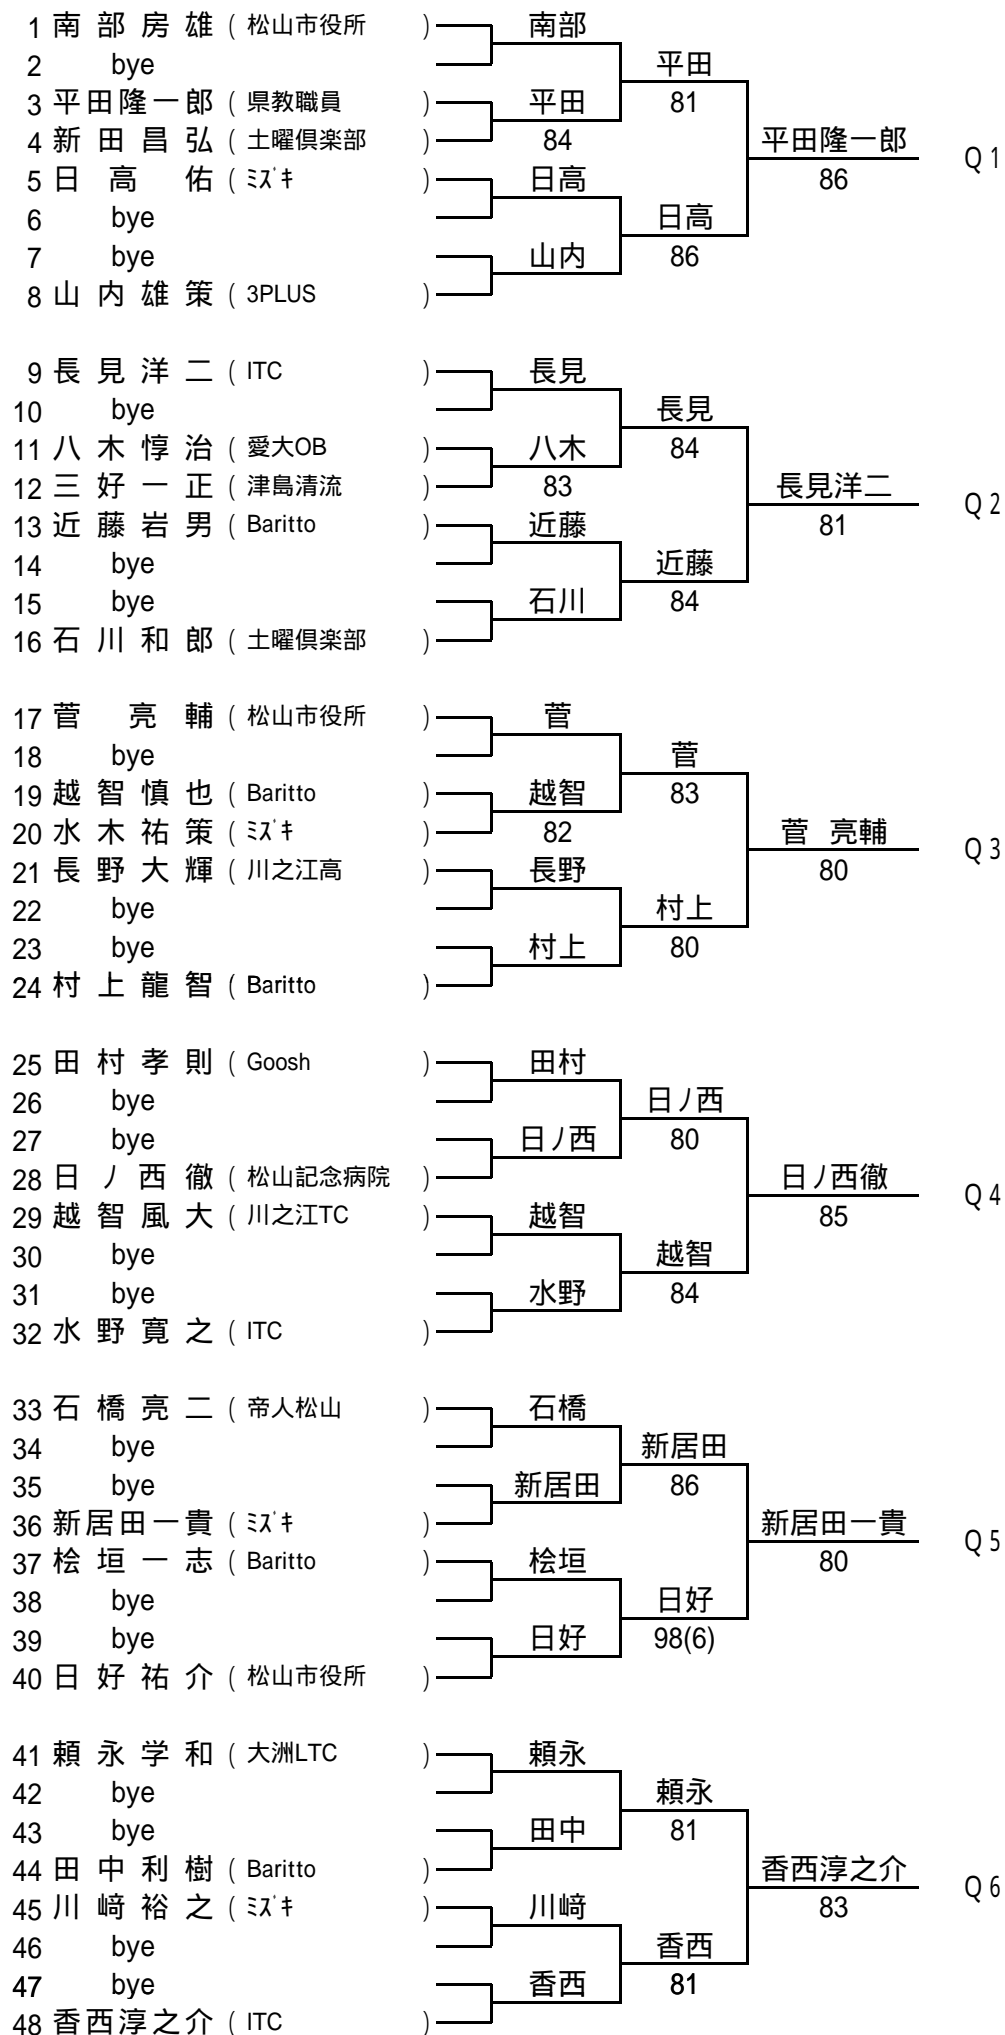 1 南部房雄 ( 松山市役所 ) 南部
2 bye 平田
3 平田隆一郎 ( 県教職員 ) 平田 81
4 新田昌弘 ( 土曜倶楽部 ) 84 平田隆一郎 Q1
5 日高佑 ( ﾐｽﾞｷ ) 日高 86
6 bye 日高
7 bye 山内 86
8 山内雄策 ( 3PLUS )
9 長見洋二 ( ITC ) 長見
10 bye 長見
11 八木惇治 ( 愛大OB ) 八木 84
12 三好一正 ( 津島清流 ) 83 長見洋二 Q2
13 近藤岩男 ( Baritto ) 近藤 81
14 bye 近藤
15 bye 石川 84
16 石川和郎 ( 土曜倶楽部 )
17 菅亮輔 ( 松山市役所 ) 菅
18 bye 菅
19 越智慎也 ( Baritto ) 越智 83
20 水木祐策 ( ﾐｽﾞｷ ) 82 菅 亮輔 Q3
21 長野大輝 ( 川之江高 ) 長野 80
22 bye 村上
23 bye 村上 80
24 村上龍智 ( Baritto )
25 田村孝則 ( Goosh ) 田村
26 bye 日ノ西
27 bye 日ノ西 80
28 日ノ西徹 ( 松山記念病院 ) 日ノ西徹 Q4
29 越智風大 ( 川之江TC ) 越智 85
30 bye 越智
31 bye 水野 84
32 水野寛之 ( ITC )
33 石橋亮二 ( 帝人松山 ) 石橋
34 bye 新居田
35 bye 新居田 86
36 新居田一貴 ( ﾐｽﾞｷ ) 新居田一貴 Q5
37 桧垣一志 ( Baritto ) 桧垣 80
38 bye 日好
39 bye 日好 98(6)
40 日好祐介 ( 松山市役所 )
41 頼永学和 ( 大洲LTC ) 頼永
42 bye 頼永
43 bye 田中 81
44 田中利樹 ( Baritto ) 香西淳之介 Q6
45 川﨑裕之 ( ﾐｽﾞｷ ) 川﨑 83
46 bye 香西
47 bye 香西 81
48 香西淳之介 ( ITC )